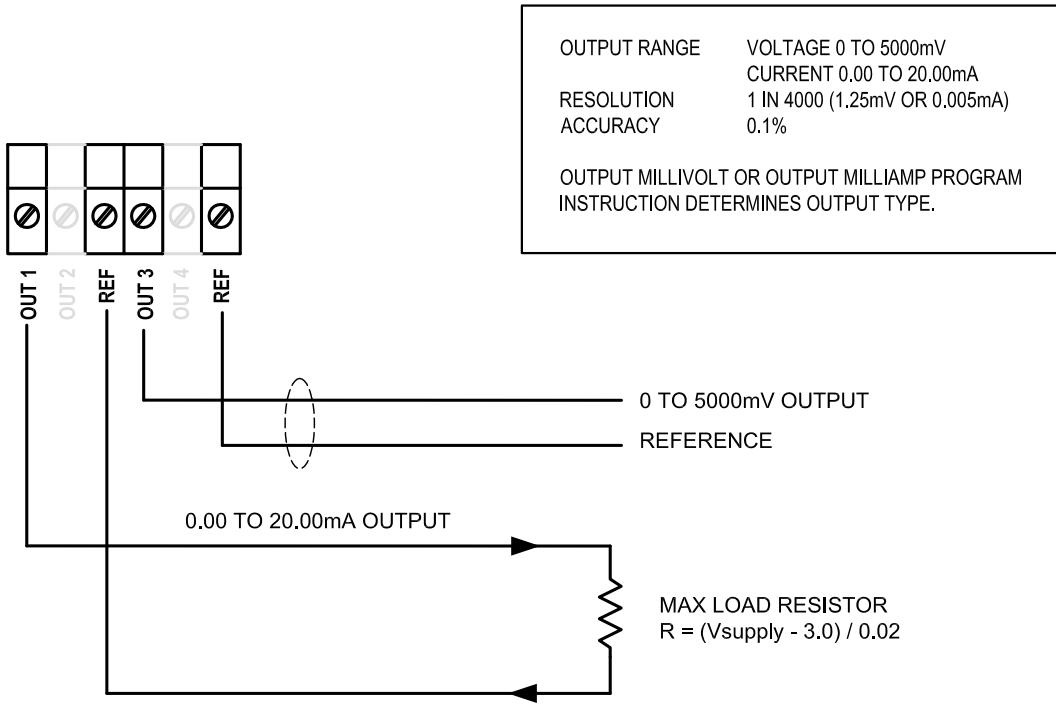 OUTPUT RANGE VOLTAGE 0 TO 5000mV
CURRENT 0.00 TO 20.00mA
RESOLUTION 1 IN 4000 (1.25mV OR 0.005mA)
ACCURACY 0.1%
OUTPUT MILLIVOLT OR OUTPUT MILLIAMP PROGRAM
INSTRUCTION DETERMINES OUTPUT TYPE.
OUT 1
OUT 2
REF
OUT 3
OUT 4
REF
0 TO 5000mV OUTPUT
REFERENCE
0.00 TO 20.00mA OUTPUT
MAX LOAD RESISTOR
R = (Vsupply - 3.0) / 0.02